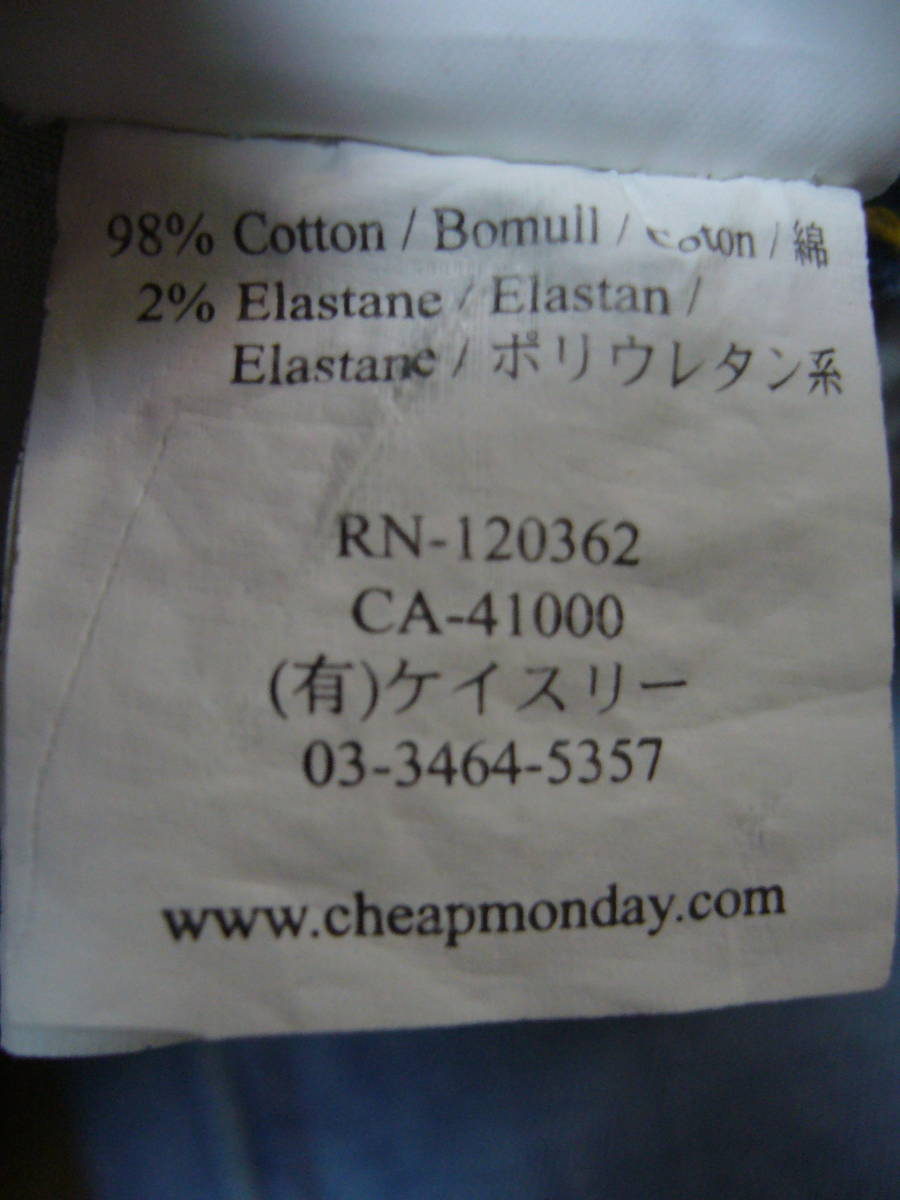 98% Cotton / Bomull / Coton / 綿
2% Elastane / Elastan /
Elastane / ポリウレタン系
RN-120362
CA-41000
(有)ケイスリー
03-3464-5357
www.cheapmonday.com